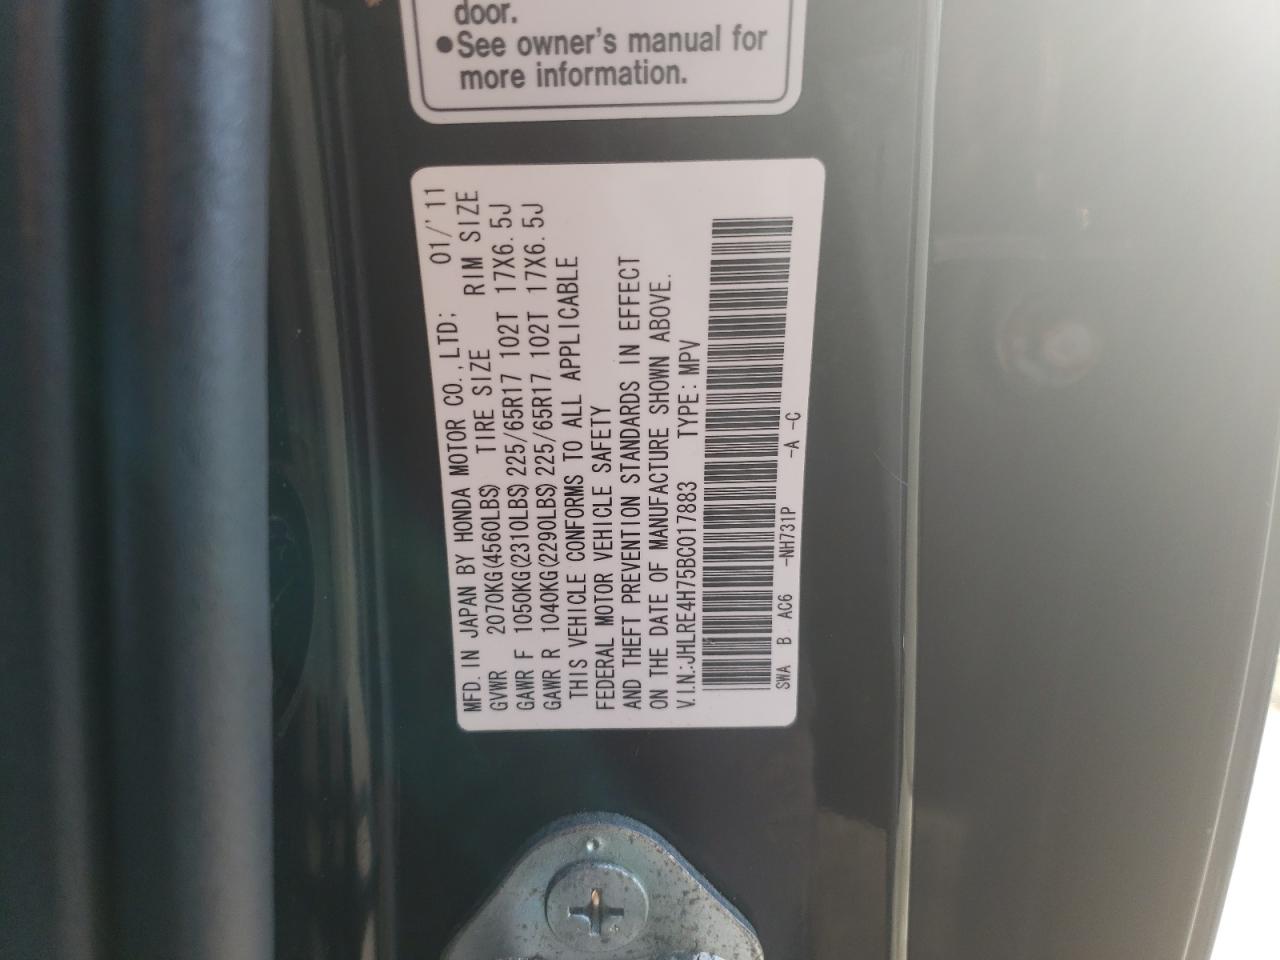 door.
●See owner's manual for
more information.
MFD. IN JAPAN BY HONDA MOTOR CO., LTD: 01/'11
GVWR 2070KG(4560LBS) TIRE SIZE RIM SIZE
GAWR F 1050KG(2310LBS) 225/65R17 102T 17X6.5J
GAWR R 1040KG(2290LBS) 225/65R17 102T 17X6.5J
THIS VEHICLE CONFORMS TO ALL APPLICABLE
FEDERAL MOTOR VEHICLE SAFETY
AND THEFT PREVENTION STANDARDS IN EFFECT
ON THE DATE OF MANUFACTURE SHOWN ABOVE.
V.I.N.:JHLRE4H75BC017883 TYPE: MPV
SWA B AC6 -NH731P -A -C